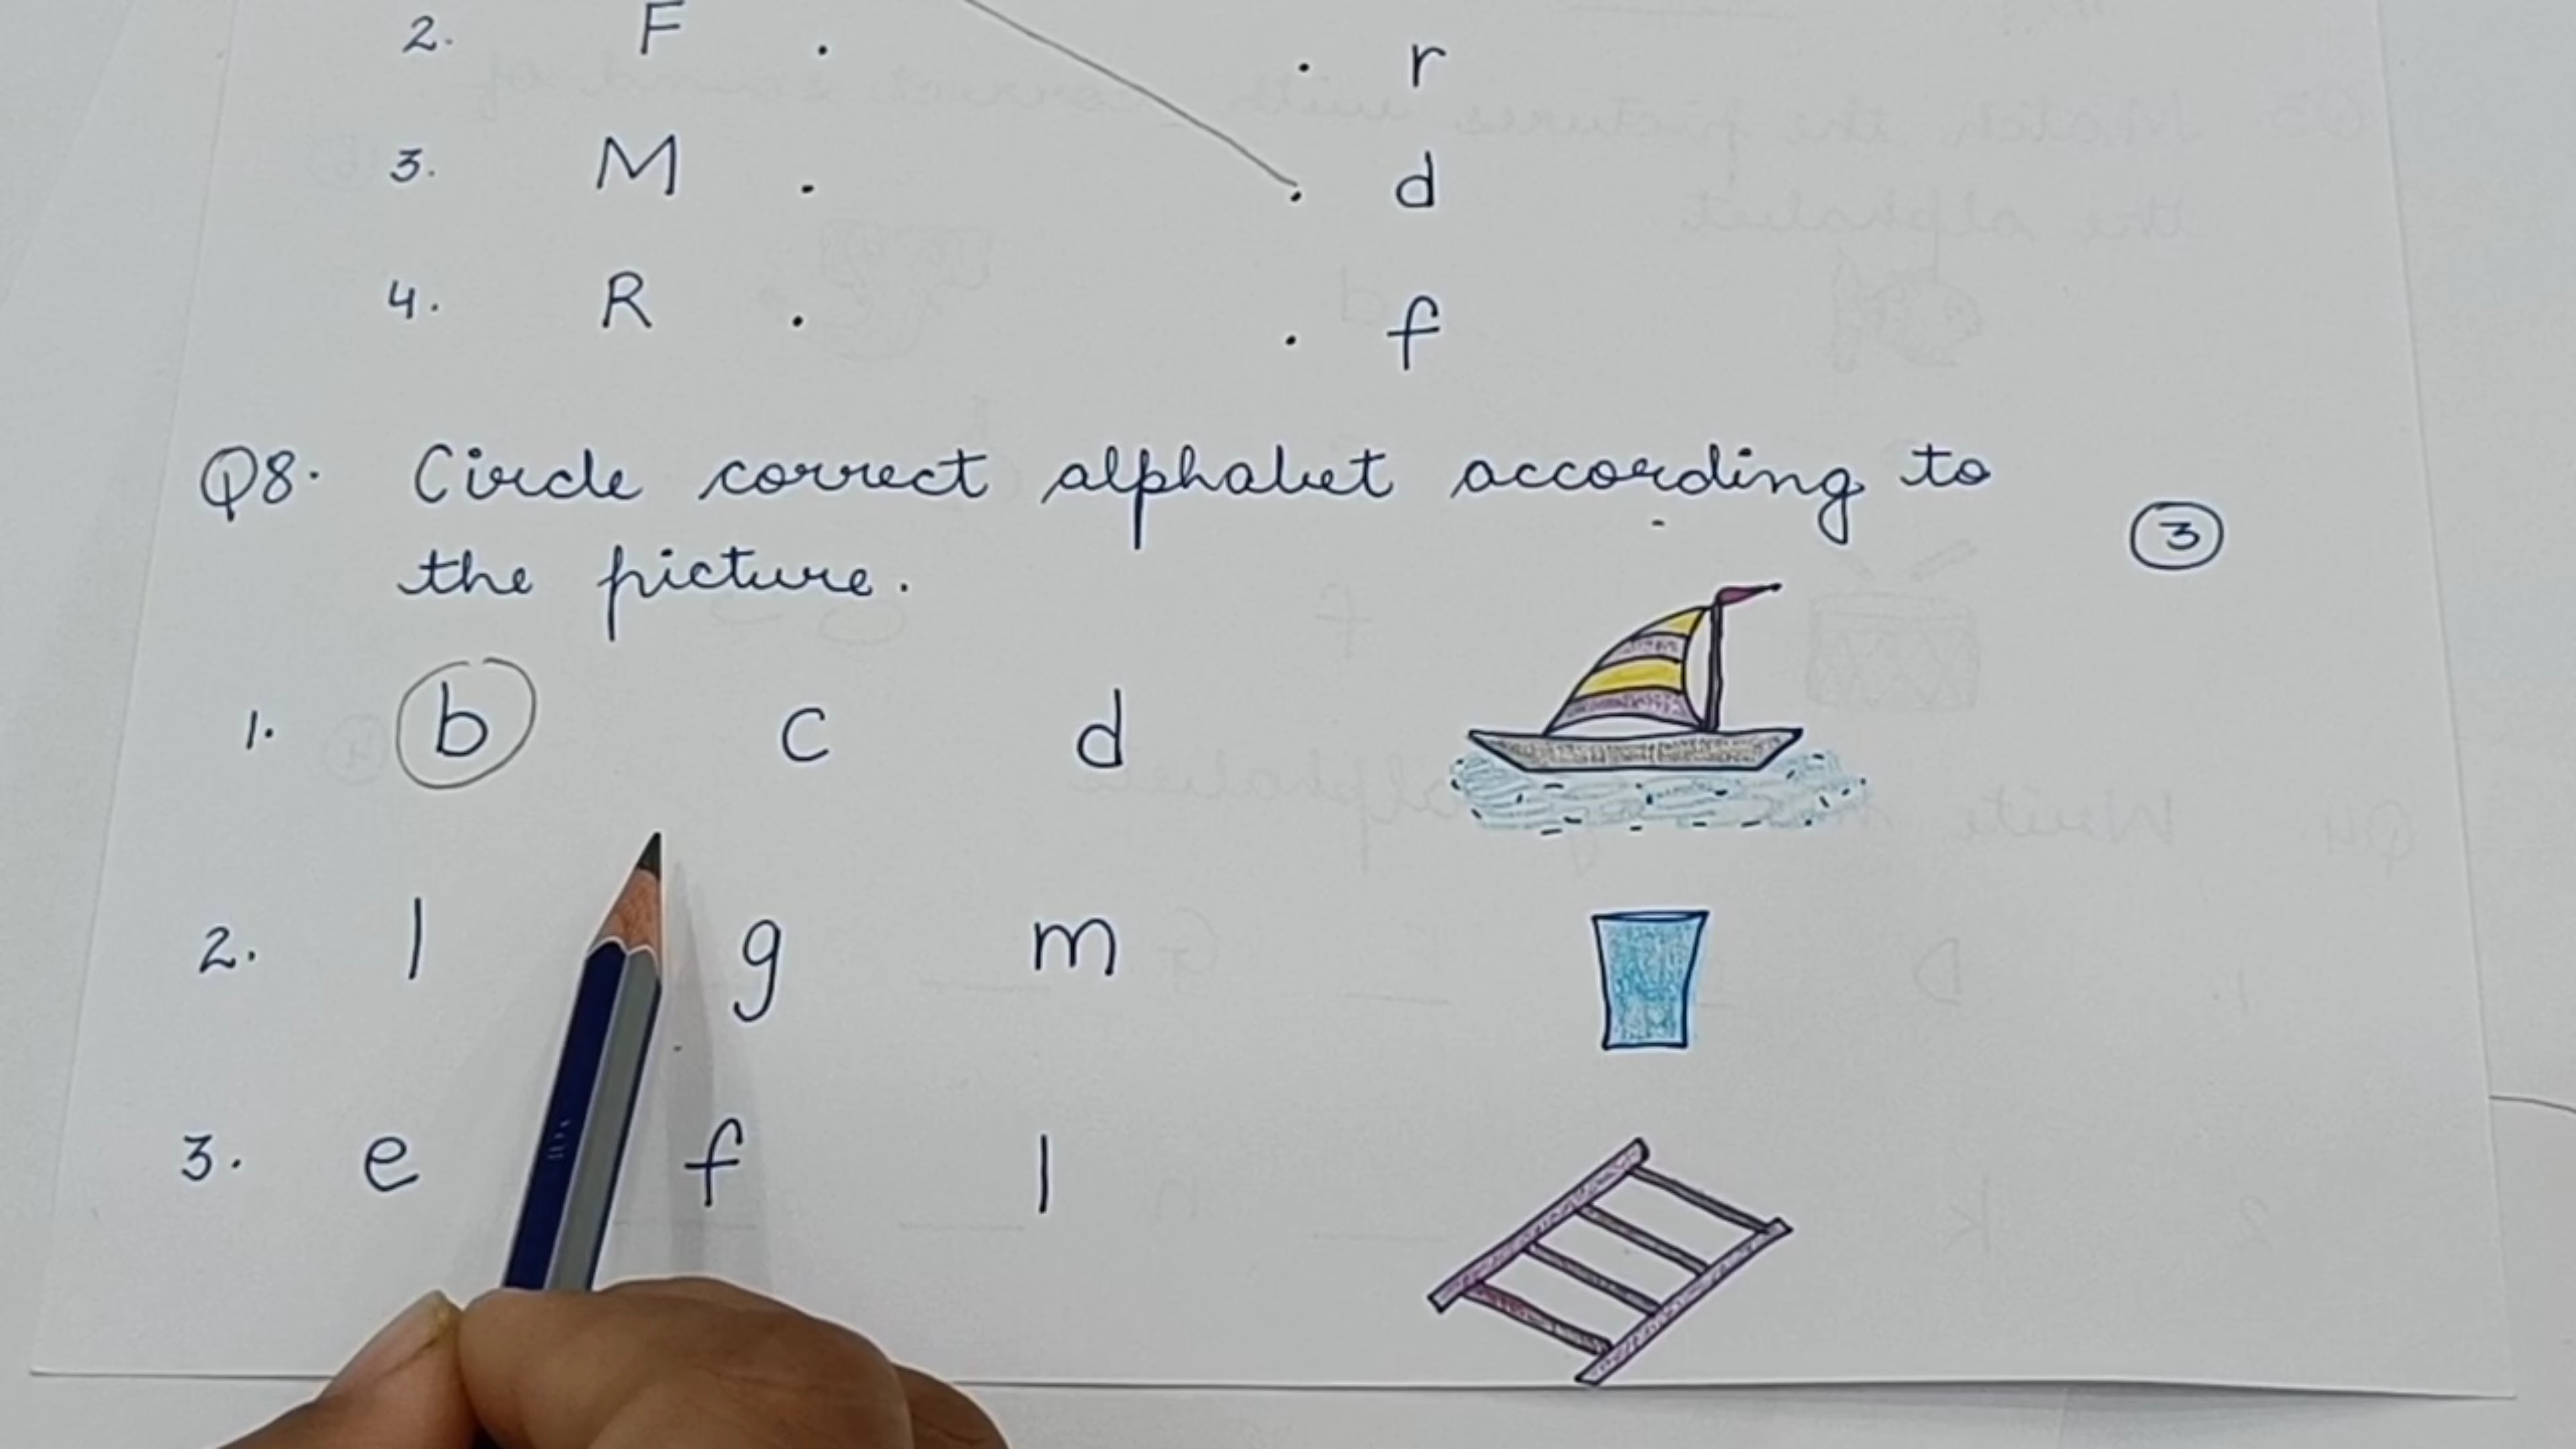 2. F . . r
3. M . . d
4. R . . f
Q8. Circle correct alphabet according to
the picture.
3
1. b c d
2. l g m
3. e f l